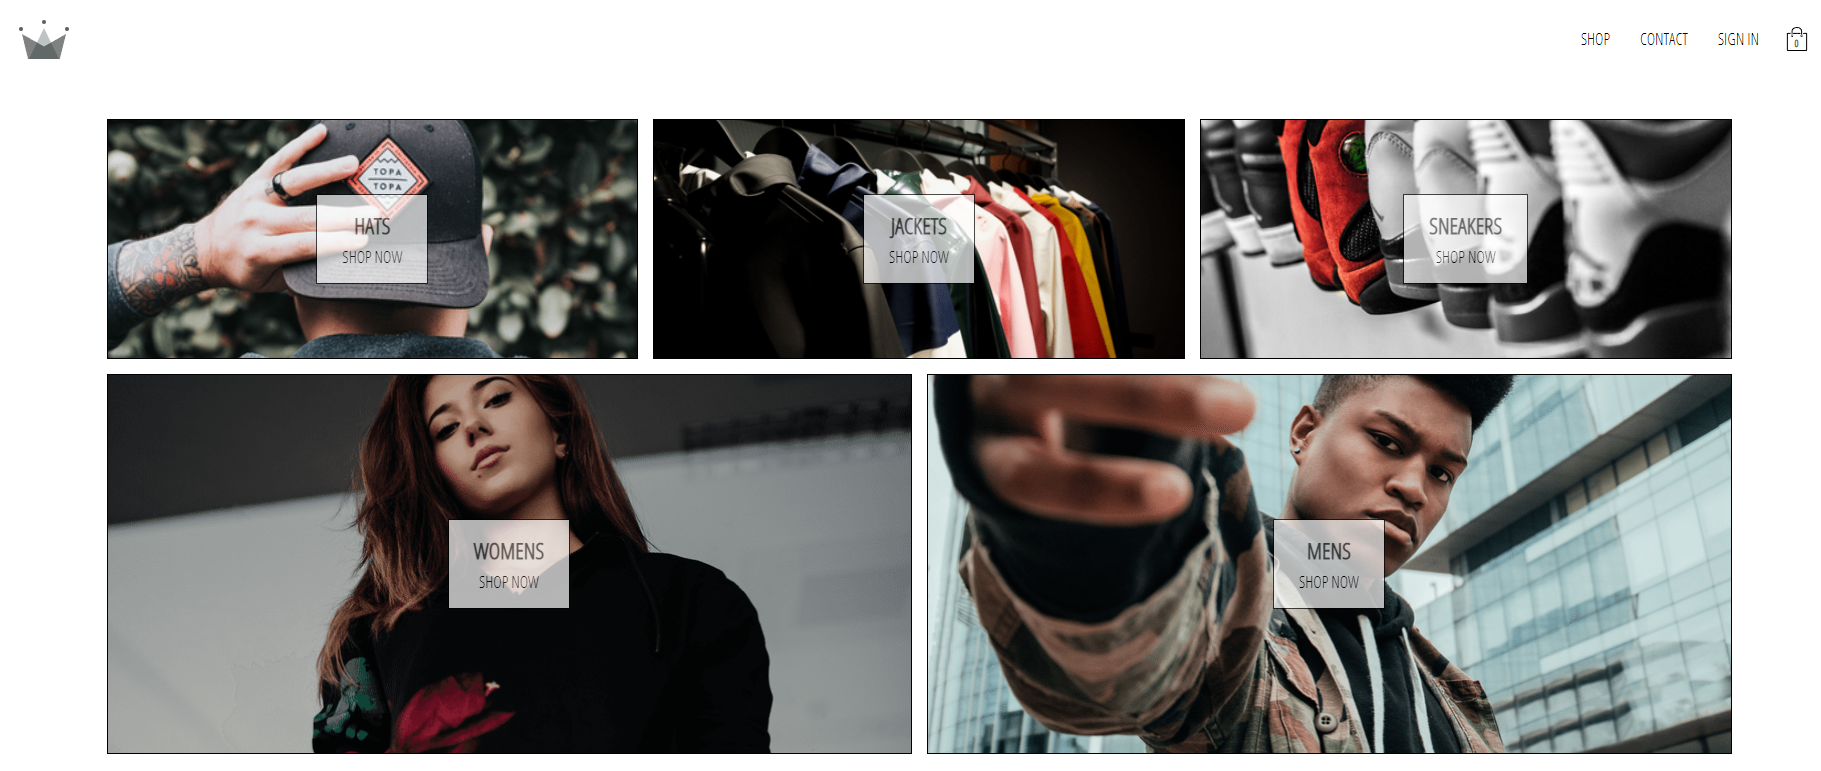 SHOP
CONTACT
SIGN IN
0
TOPA
TOPA
HATS
SHOP NOW
JACKETS
SHOP NOW
SNEAKERS
SHOP NOW
WOMENS
SHOP NOW
MENS
SHOP NOW